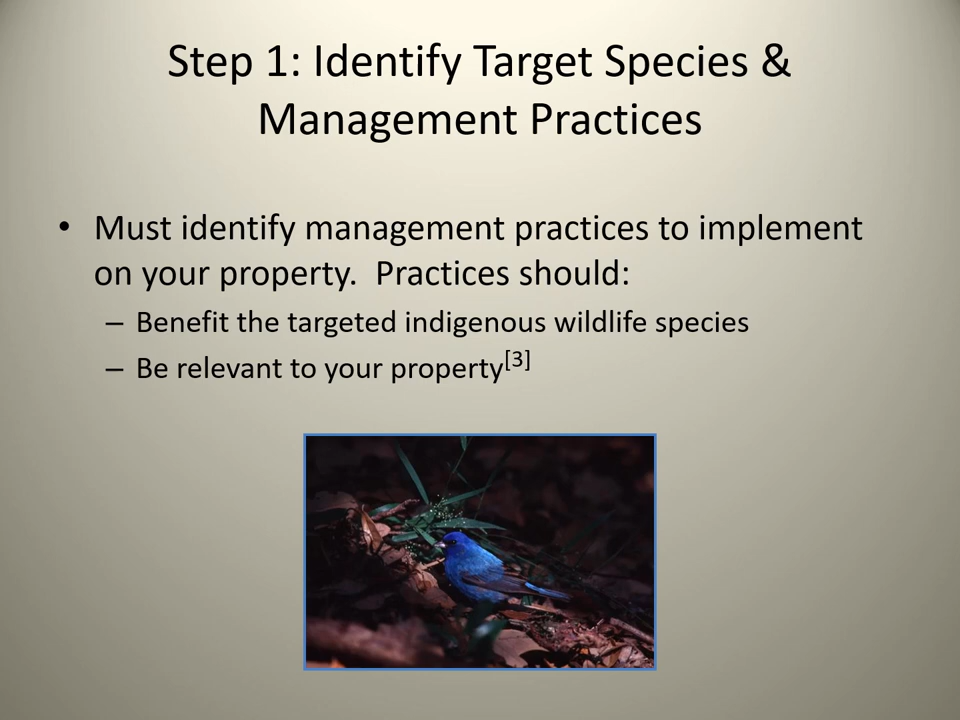 Step 1: Identify Target Species &
Management Practices
• Must identify management practices to implement
on your property.  Practices should:
– Benefit the targeted indigenous wildlife species
– Be relevant to your property[3]